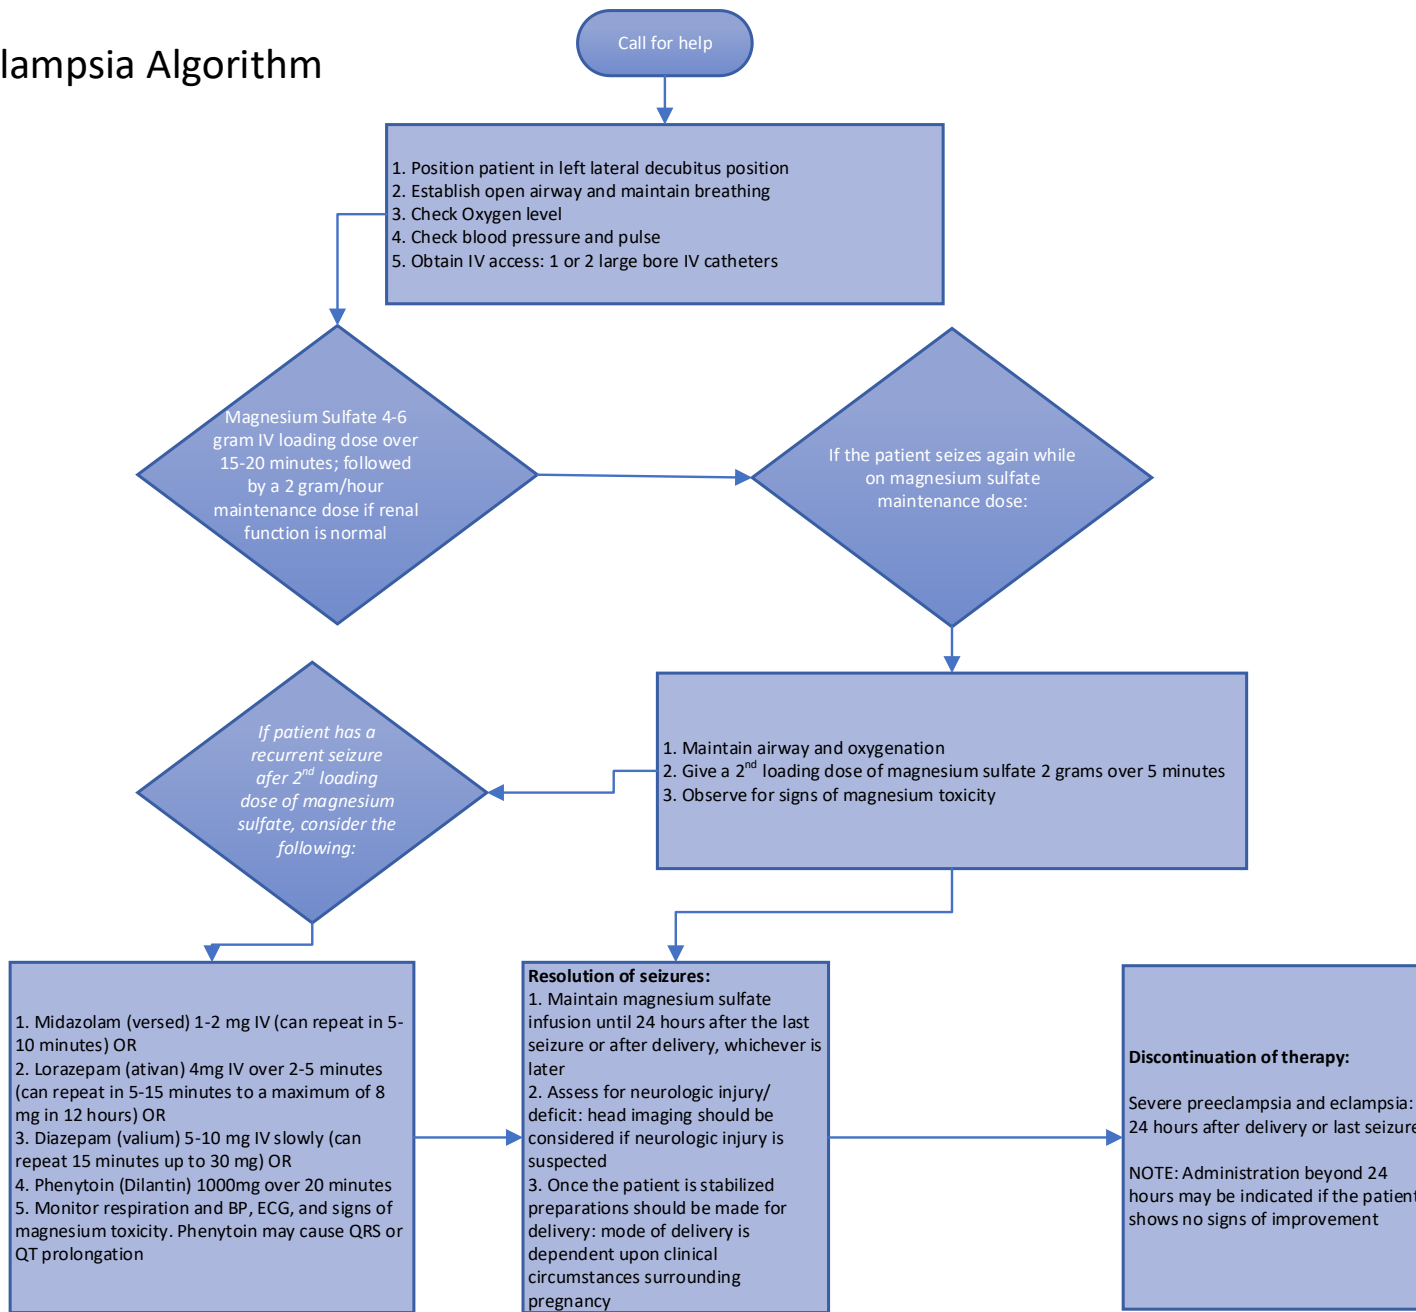 Call for help
lampsia Algorithm
1. Position patient in left lateral decubitus position
2. Establish open airway and maintain breathing
3. Check Oxygen level
4. Check blood pressure and pulse
5. Obtain IV access: 1 or 2 large bore IV catheters
Magnesium Sulfate 4-6
gram IV loading dose over
15-20 minutes; followed
by a 2 gram/hour
maintenance dose if renal
function is normal
If the patient seizes again while
on magnesium sulfate
maintenance dose:
1. Maintain airway and oxygenation
2. Give a 2nd loading dose of magnesium sulfate 2 grams over 5 minutes
3. Observe for signs of magnesium toxicity
If patient has a
recurrent seizure
afer 2nd loading
dose of magnesium
sulfate, consider the
following:
1. Midazolam (versed) 1-2 mg IV (can repeat in 5-
10 minutes) OR
2. Lorazepam (ativan) 4mg IV over 2-5 minutes
(can repeat in 5-15 minutes to a maximum of 8
mg in 12 hours) OR
3. Diazepam (valium) 5-10 mg IV slowly (can
repeat 15 minutes up to 30 mg) OR
4. Phenytoin (Dilantin) 1000mg over 20 minutes
5. Monitor respiration and BP, ECG, and signs of
magnesium toxicity. Phenytoin may cause QRS or
QT prolongation
Resolution of seizures:
1. Maintain magnesium sulfate
infusion until 24 hours after the last
seizure or after delivery, whichever is
later
2. Assess for neurologic injury/
deficit: head imaging should be
considered if neurologic injury is
suspected
3. Once the patient is stabilized
preparations should be made for
delivery: mode of delivery is
dependent upon clinical
circumstances surrounding
pregnancy
Discontinuation of therapy:
Severe preeclampsia and eclampsia:
24 hours after delivery or last seizure
NOTE: Administration beyond 24
hours may be indicated if the patient
shows no signs of improvement